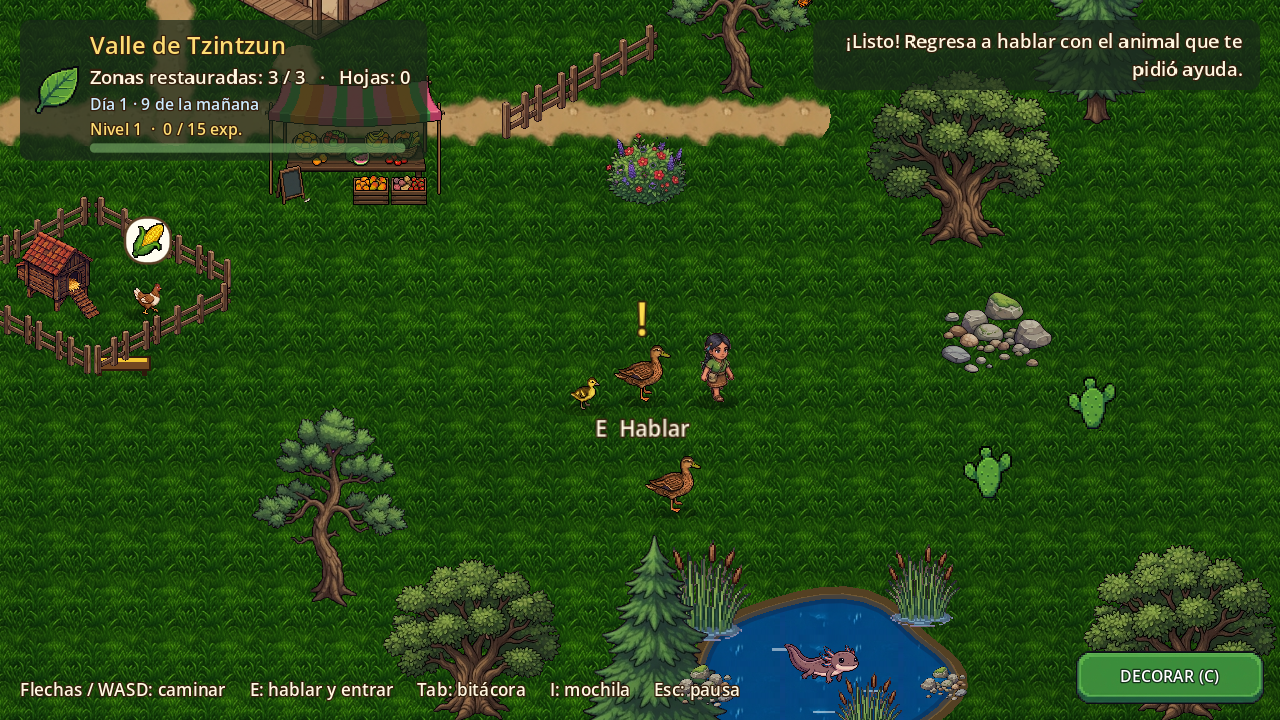 Valle de Tzintzun
Zonas restauradas: 3 / 3 · Hojas: 0
Día 1 · 9 de la mañana
Nivel 1 · 0 / 15 exp.
¡Listo! Regresa a hablar con el animal que te
pidió ayuda.
!
E Hablar
Flechas / WASD: caminar E: hablar y entrar Tab: bitácora I: mochila Esc: pausa
DECORAR (C)